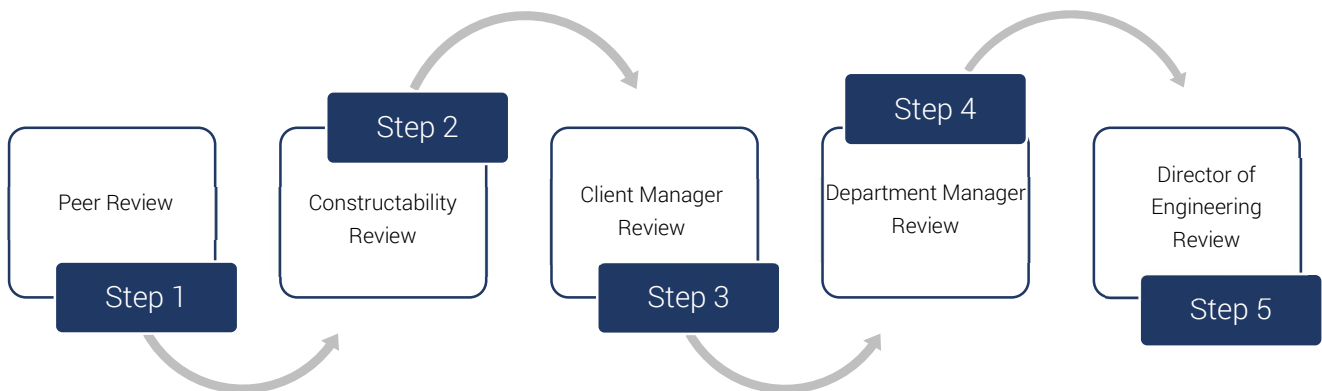 Peer Review
Step 1
Step 2
Constructability
Review
Client Manager
Review
Step 3
Step 4
Department Manager
Review
Director of
Engineering
Review
Step 5